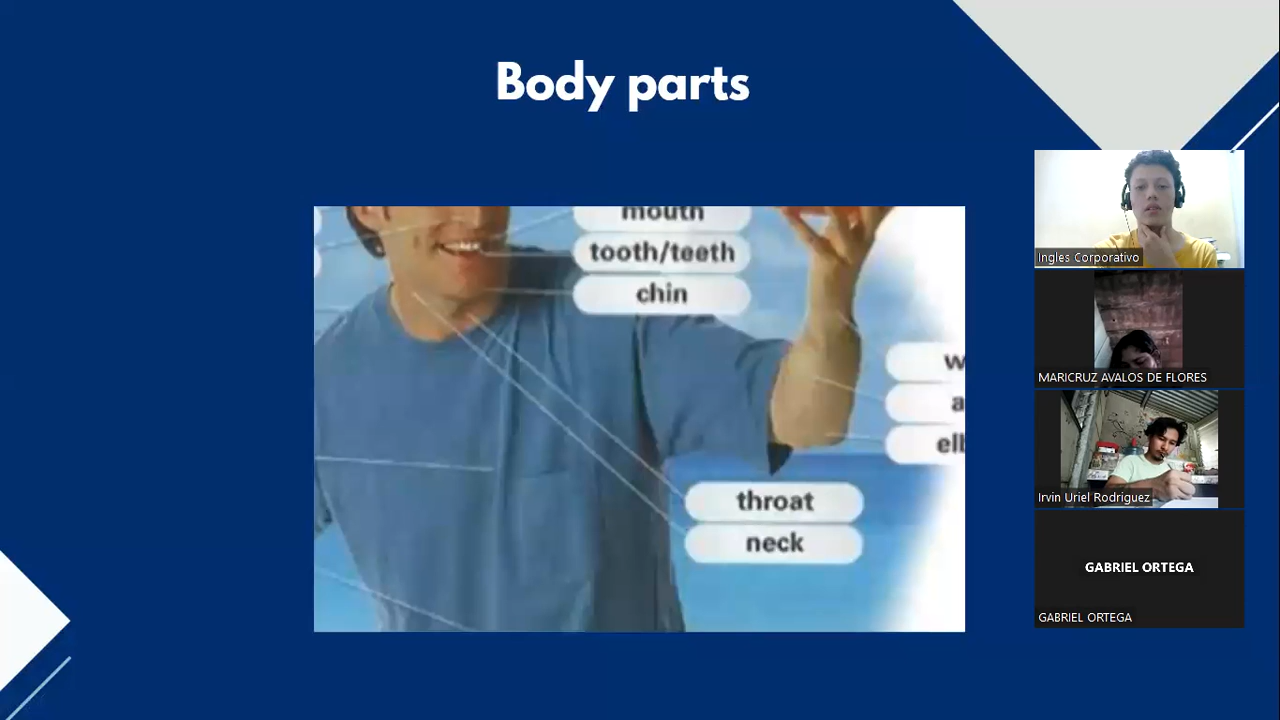 Body parts
mouth
tooth/teeth
chin
w
a
elb
throat
neck
Ingles Corporativo
MARICRUZ AVALOS DE FLORES
Irvin Uriel Rodriguez
GABRIEL ORTEGA
GABRIEL ORTEGA